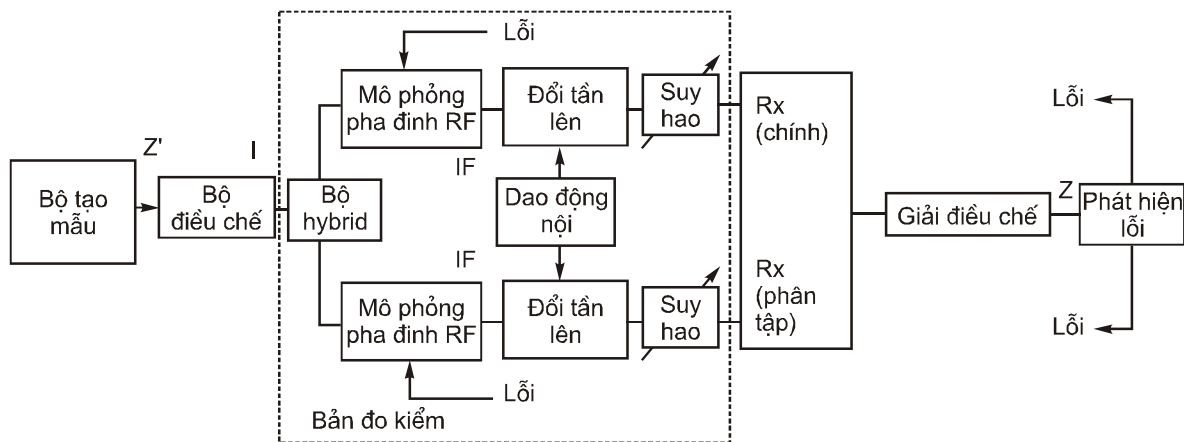 Lỗi
Mô phỏng
pha đinh RF
Đổi tần
lên
Suy
hao
Rx
(chính)
Lỗi
Z'
I
IF
Bộ tạo
mẫu
Bộ
điều chế
Bộ
hybrid
Dao động
nội
Giải điều chế
Z
Phát hiện
lỗi
IF
Mô phỏng
pha đinh RF
Đổi tần
lên
Suy
hao
Rx
(phân
tập)
Lỗi
Lỗi
Bản đo kiểm